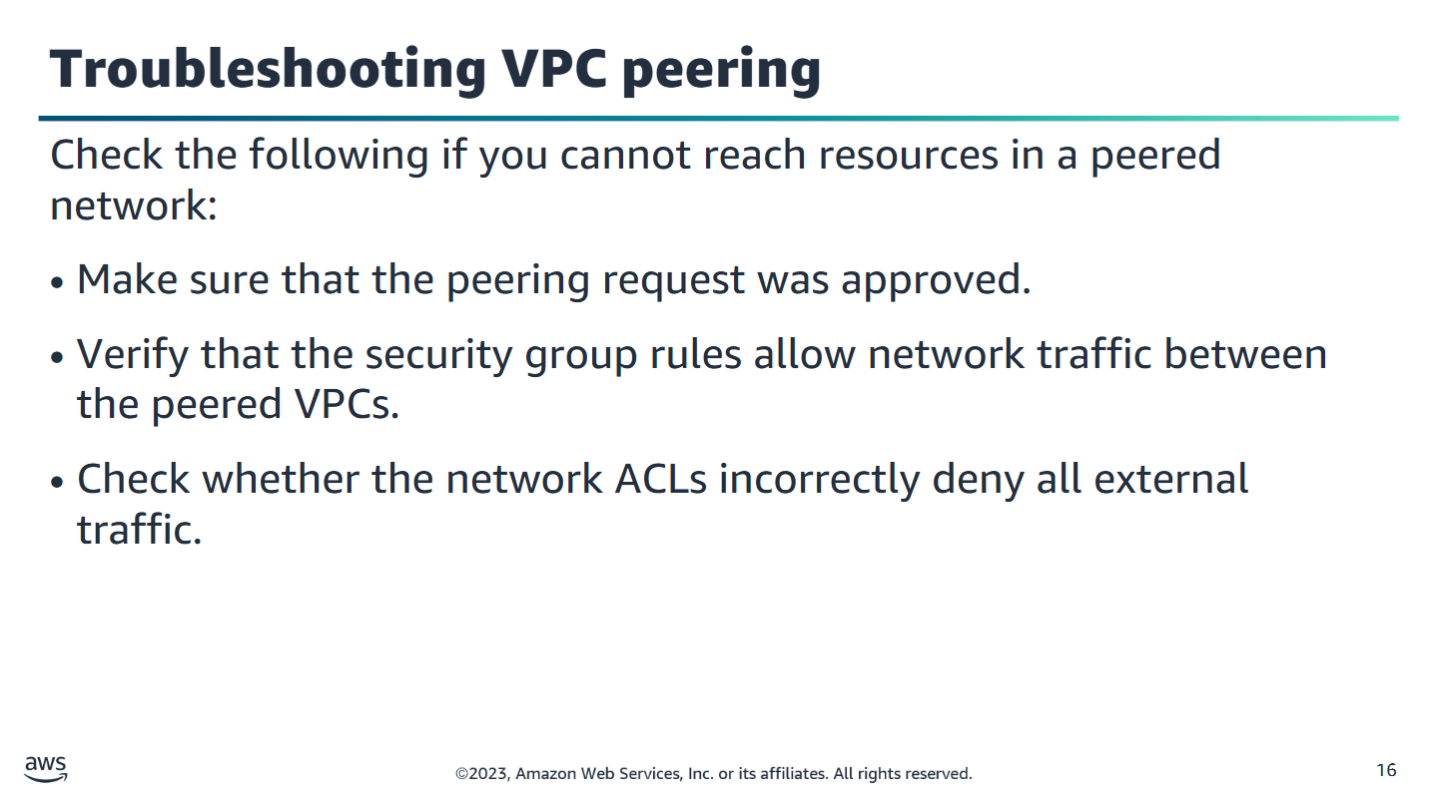 Troubleshooting VPC peering
Check the following if you cannot reach resources in a peered
network:
• Make sure that the peering request was approved.
• Verify that the security group rules allow network traffic between
the peered VPCs.
• Check whether the network ACLs incorrectly deny all external
traffic.
aws
©2023, Amazon Web Services, Inc. or its affiliates. All rights reserved.
16